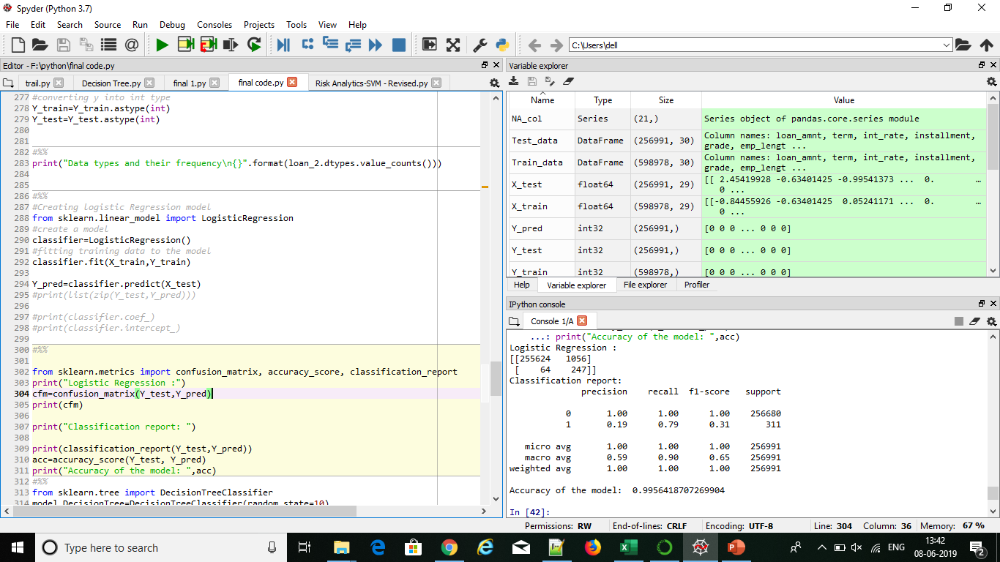 Spyder (Python 3.7)
File Edit Search Source Run Debug Consoles Projects Tools View Help
C:\Users\dell
Editor - F:\python\final code.py
trail.py Decision Tree.py final 1.py final code.py Risk Analytics-SVM - Revised.py
277 #converting y into int type
278 Y_train=Y_train.astype(int)
279 Y_test=Y_test.astype(int)
280
281
282 #%%
283 print("Data types and their frequency\n{}".format(loan_2.dtypes.value_counts()))
284
285
286 #%%
287 #Creating logistic Regression model
288 from sklearn.linear_model import LogisticRegression
289 #create a model
290 classifier=LogisticRegression()
291 #fitting training data to the model
292 classifier.fit(X_train,Y_train)
293
294 Y_pred=classifier.predict(X_test)
295 #print(list(zip(Y_test,Y_pred)))
296
297 #print(classifier.coef_)
298 #print(classifier.intercept_)
299
300 #%%
301
302 from sklearn.metrics import confusion_matrix, accuracy_score, classification_report
303 print("Logistic Regression :")
304 cfm=confusion_matrix(Y_test,Y_pred)
305 print(cfm)
306
307 print("Classification report: ")
308
309 print(classification_report(Y_test,Y_pred))
310 acc=accuracy_score(Y_test, Y_pred)
311 print("Accuracy of the model: ",acc)
312 #%%
313 from sklearn.tree import DecisionTreeClassifier
314 model_DecisionTree=DecisionTreeClassifier(random_state=10)
Variable explorer
Name Type Size Value
NA_col Series (21,) Series object of pandas.core.series module
Test_data DataFrame (256991, 30) Column names: loan_amnt, term, int_rate, installment,
grade, emp_lengt ...
Train_data DataFrame (598978, 30) Column names: loan_amnt, term, int_rate, installment,
grade, emp_lengt ...
X_test float64 (256991, 29) [[ 2.45419928 -0.63401425 -0.99541373 ... 0. …
0 ...
X_train float64 (598978, 29) [[-0.84455926 -0.63401425 0.05241171 ... 0. …
0 ...
Y_pred int32 (256991,) [0 0 0 ... 0 0 0]
Y_test int32 (256991,) [0 0 0 ... 0 0 0]
Y_train int32 (598978,) [0 0 0 ... 0 0 0]
Help Variable explorer File explorer Profiler
IPython console
Console 1/A
...: print("Accuracy of the model: ",acc)
Logistic Regression :
[[255624 1056]
[ 64 247]]
Classification report:
precision recall f1-score support
0 1.00 1.00 1.00 256680
1 0.19 0.79 0.31 311
micro avg 1.00 1.00 1.00 256991
macro avg 0.59 0.90 0.65 256991
weighted avg 1.00 1.00 1.00 256991
Accuracy of the model: 0.9956418707269904
In [42]:
Permissions: RW End-of-lines: CRLF Encoding: UTF-8 Line: 304 Column: 36 Memory: 67 %
Type here to search
ENG
13:42
08-06-2019
2